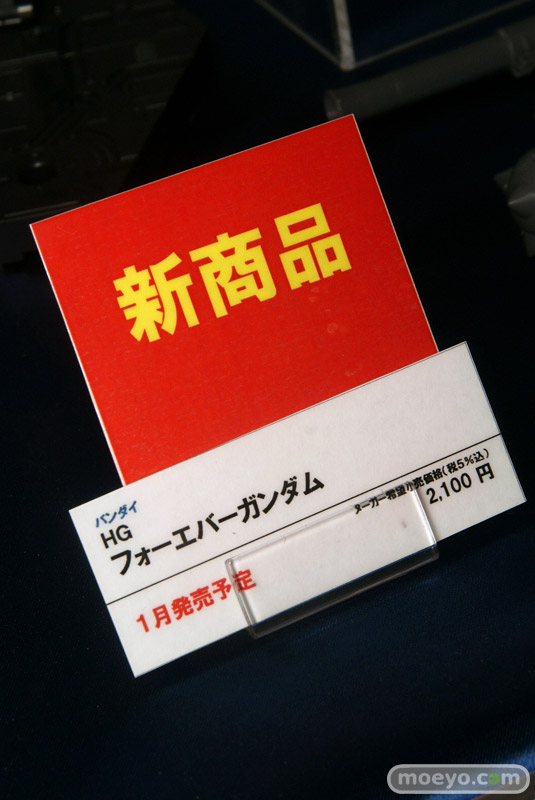 新商品
バンダイ
HG
フォーエバーガンダム
ーカー希望小売価格(税5%込)
2,100 円
1月発売予定
moeyo.com